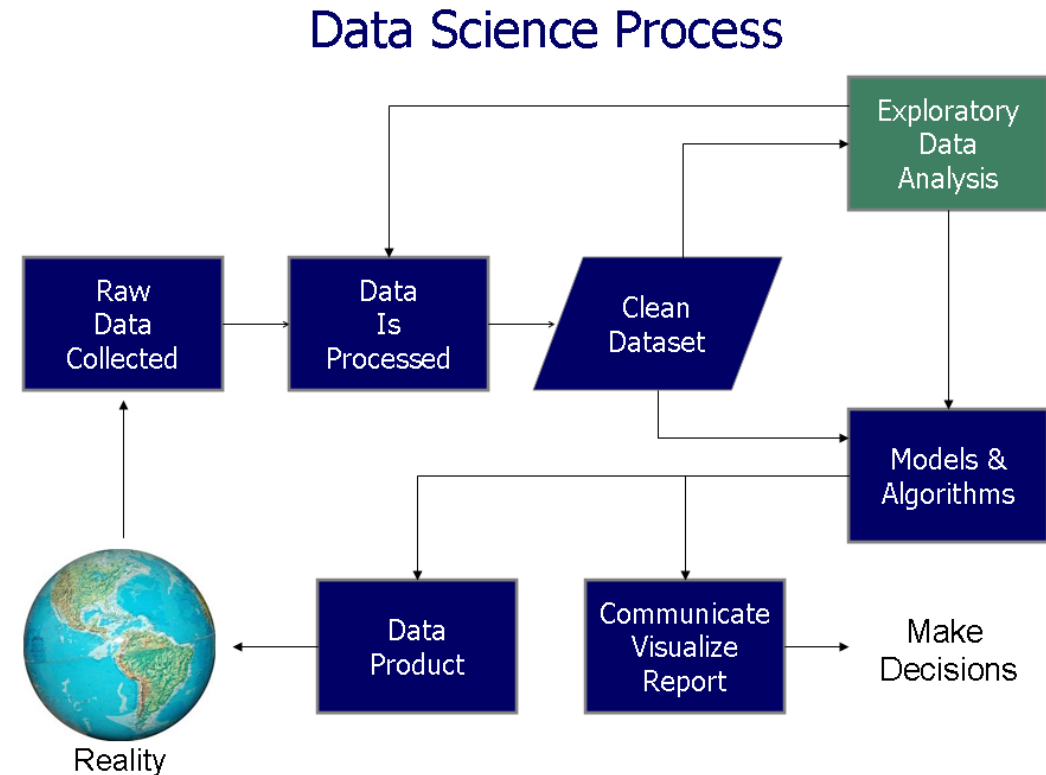 Data Science Process
Exploratory
Data
Analysis
Raw
Data
Collected
Data
Is
Processed
Clean
Dataset
Models &
Algorithms
Data
Product
Communicate
Visualize
Report
Make
Decisions
Reality